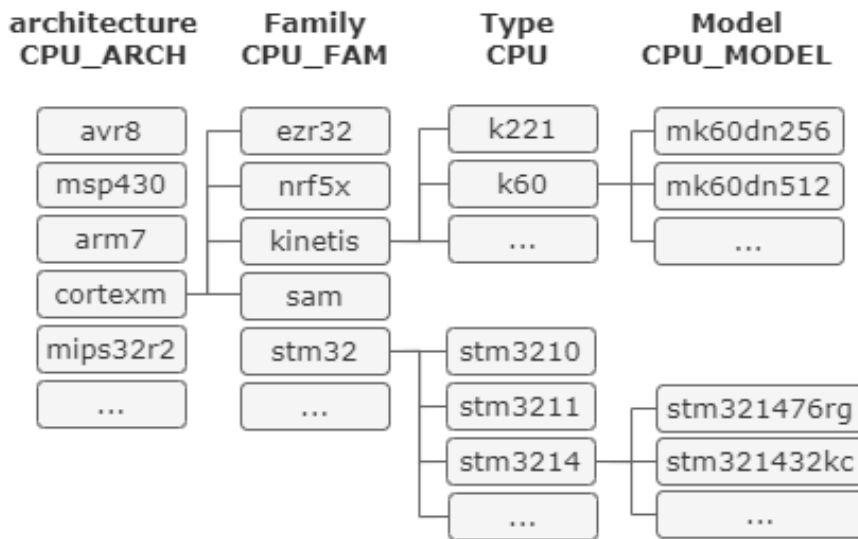 architecture
CPU_ARCH
avr8
msp430
arm7
cortexm
mips32r2
...
Family
CPU_FAM
ezr32
nrf5x
kinetis
sam
stm32
...
Type
CPU
k221
k60
...
stm3210
stm3211
stm3214
...
Model
CPU_MODEL
mk60dn256
mk60dn512
...
stm321476rg
stm321432kc
...